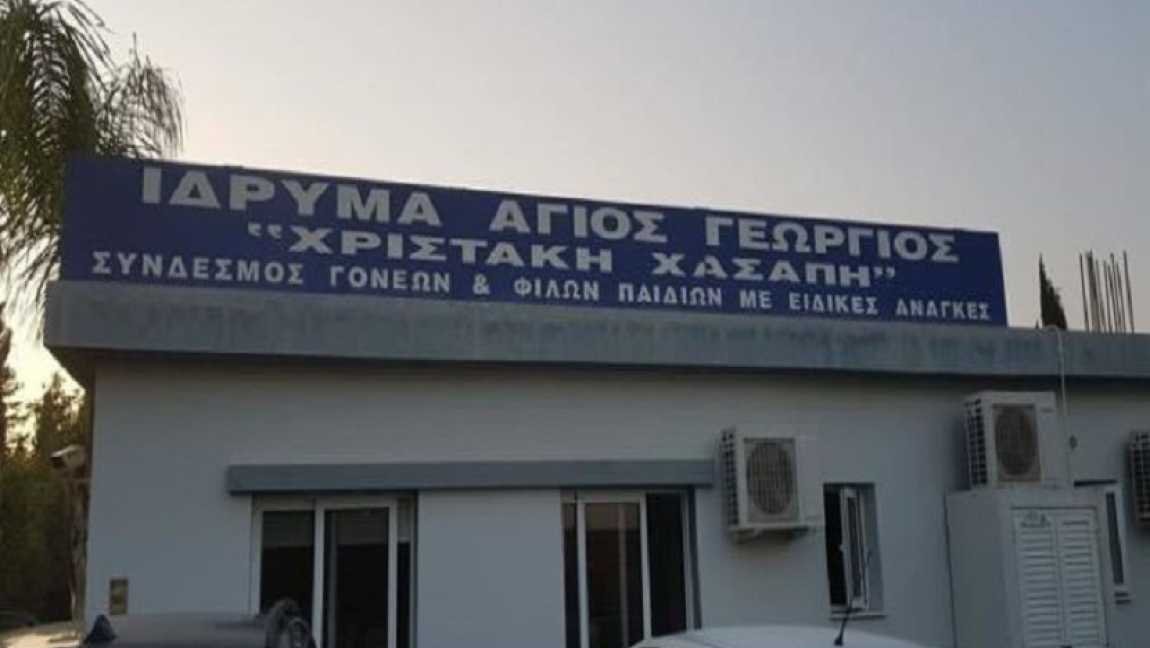 ΙΔΡΥΜΑ ΑΓΙΟΣ ΓΕΩΡΓΙΟΣ
"ΧΡΙΣΤΑΚΗ ΧΑΣΑΠΗ"
ΣΥΝΔΕΣΜΟΣ ΓΟΝΕΩΝ & ΦΙΛΩΝ ΠΑΙΔΙΩΝ ΜΕ ΕΙΔΙΚΕΣ ΑΝΑΓΚΕΣ